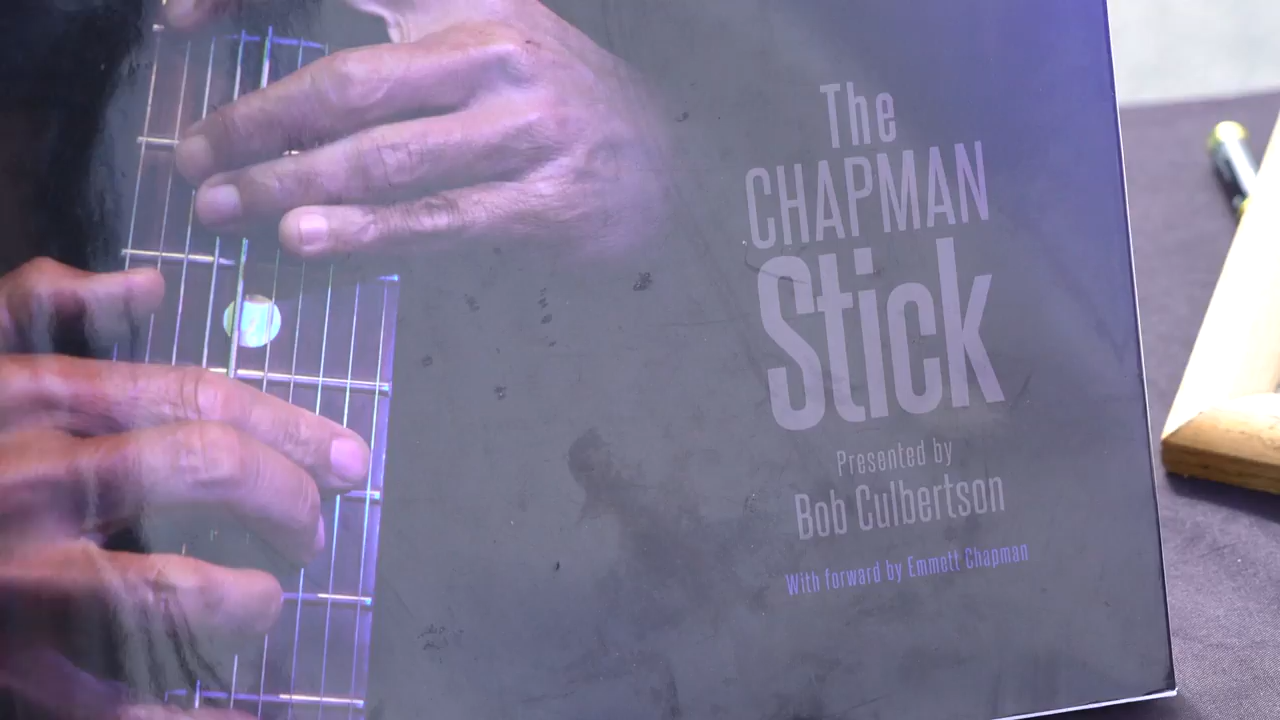 The
CHAPMAN
Stick
Presented by
Bob Culbertson
With forward by Emmett Chapman